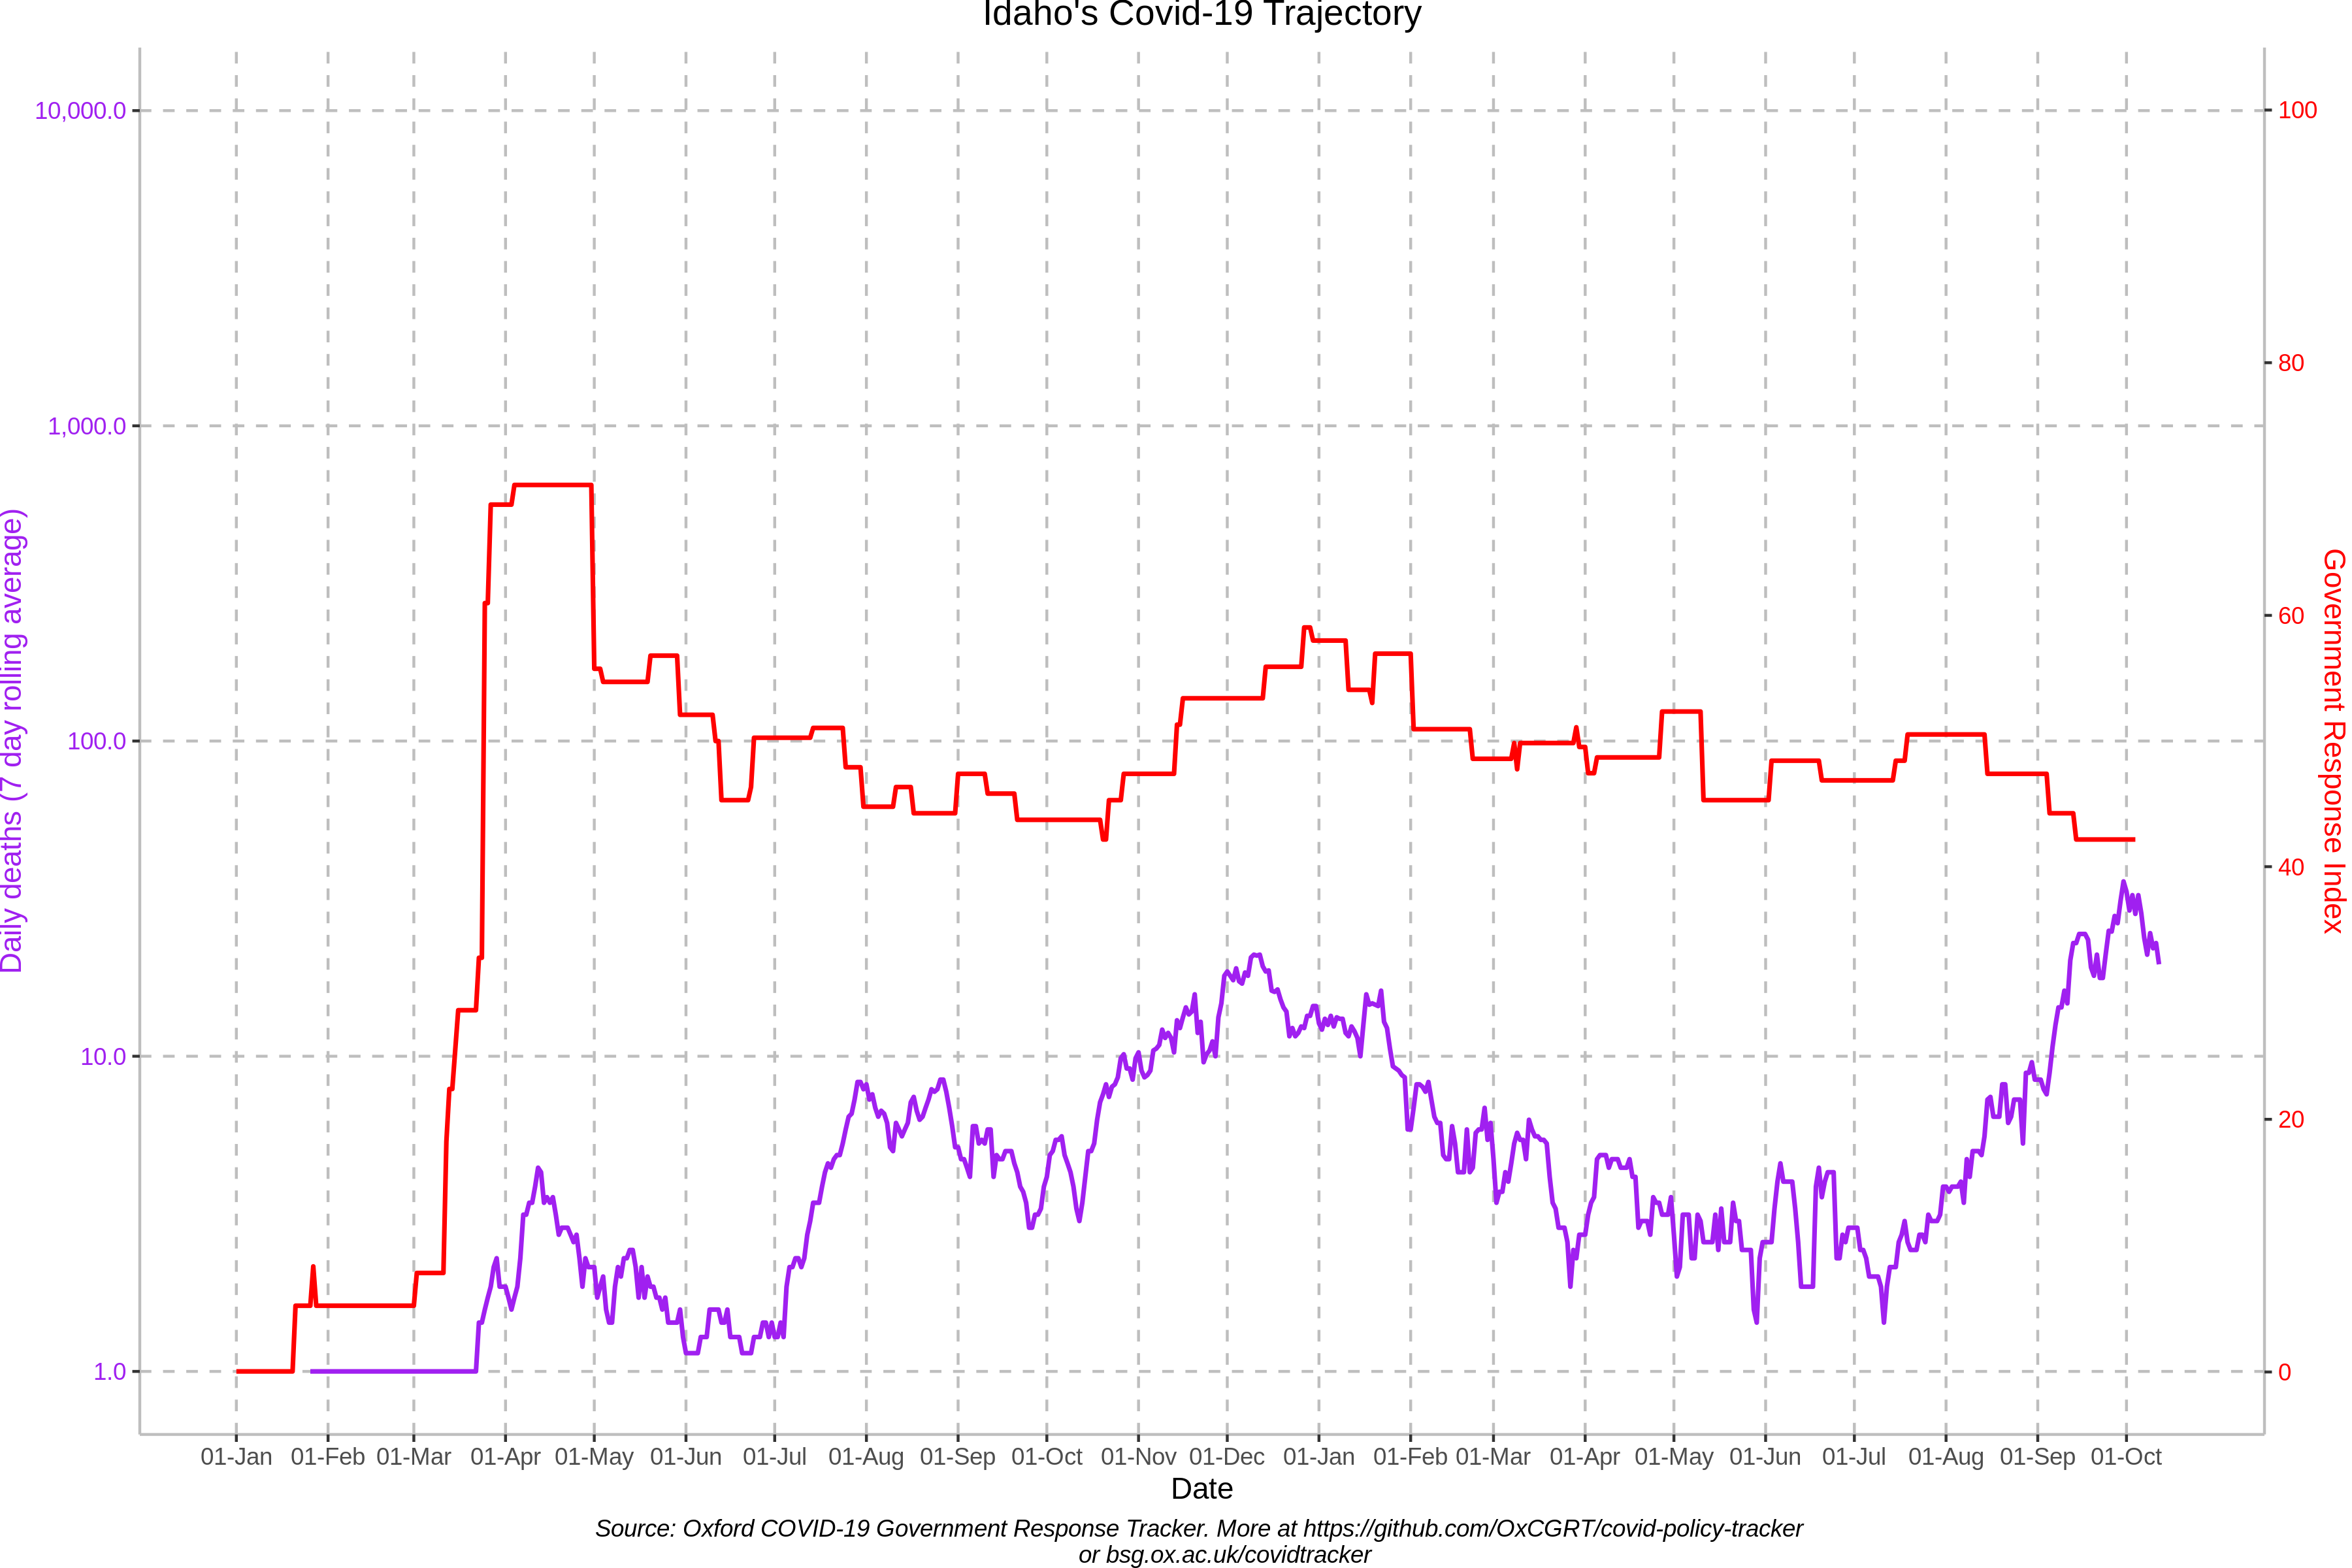 Idaho's Covid-19 Trajectory
10,000.0
1,000.0
100.0
10.0
1.0
Daily deaths (7 day rolling average)
100
80
60
40
20
0
Government Response Index
01-Jan 01-Feb 01-Mar 01-Apr 01-May 01-Jun 01-Jul 01-Aug 01-Sep 01-Oct 01-Nov 01-Dec 01-Jan 01-Feb 01-Mar 01-Apr 01-May 01-Jun 01-Jul 01-Aug 01-Sep 01-Oct
Date
Source: Oxford COVID-19 Government Response Tracker. More at https://github.com/OxCGRT/covid-policy-tracker
or bsg.ox.ac.uk/covidtracker